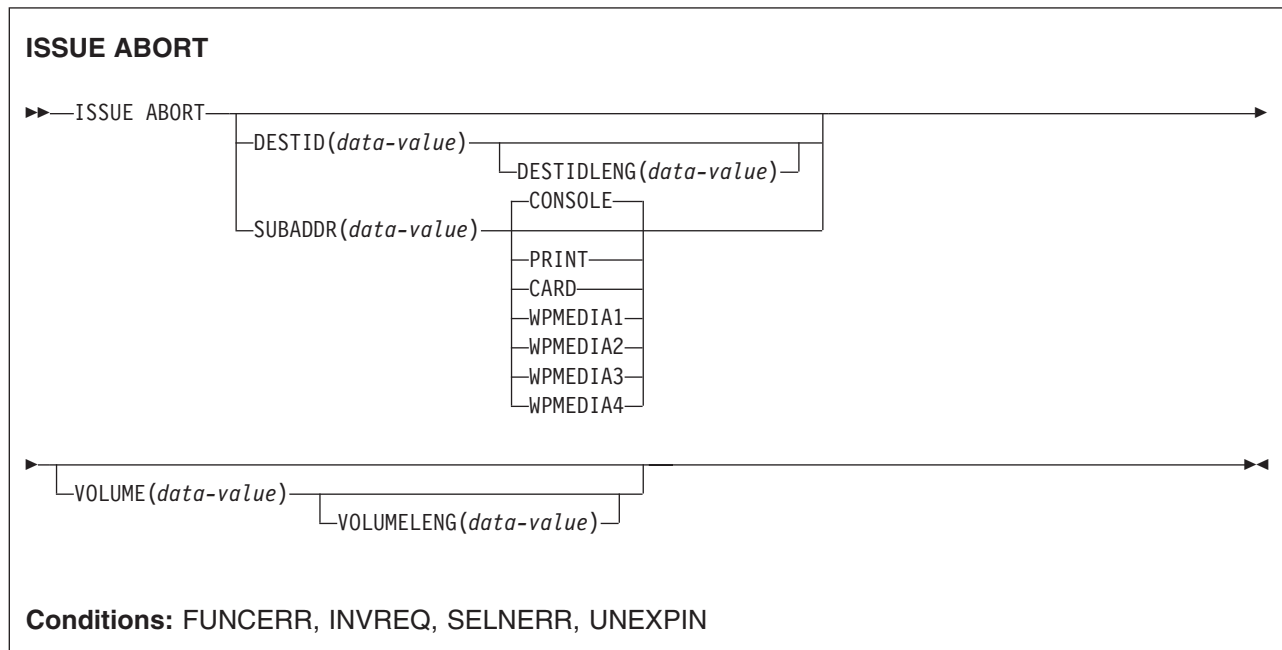 ISSUE ABORT
ISSUE ABORT
DESTID(data-value)
DESTIDLENG(data-value)
CONSOLE
SUBADDR(data-value)
PRINT
CARD
WPMEDIA1
WPMEDIA2
WPMEDIA3
WPMEDIA4
VOLUME(data-value)
VOLUMELENG(data-value)
Conditions: FUNCERR, INVREQ, SELNERR, UNEXPIN